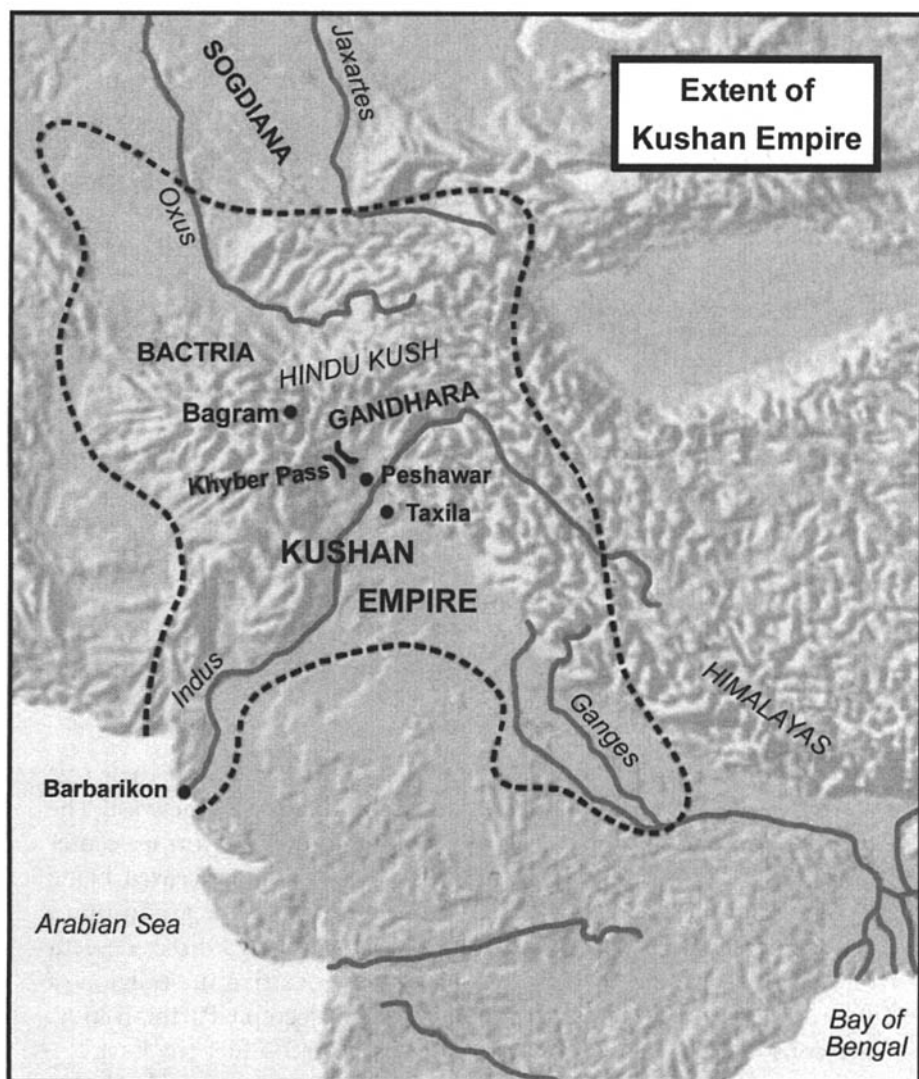 Extent of
Kushan Empire
SOGDIANA
Jaxartes
Oxus
BACTRIA
HINDU KUSH
Bagram
GANDHARA
Khyber Pass
Peshawar
Taxila
KUSHAN
EMPIRE
Indus
Ganges
HIMALAYAS
Barbarikon
Arabian Sea
Bay of
Bengal